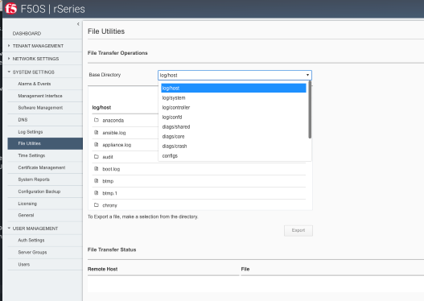 f5 F5OS | rSeries
DASHBOARD
TENANT MANAGEMENT
NETWORK SETTINGS
SYSTEM SETTINGS
Alarms & Events
Management Interface
Software Management
DNS
Log Settings
File Utilities
Time Settings
Certificate Management
System Reports
Configuration Backup
Licensing
General
USER MANAGEMENT
Auth Settings
Server Groups
Users
File Utilities
File Transfer Operations
Base Directory
log/host
log/host
log/system
log/controller
log/confd
diags/shared
diags/core
diags/crash
configs
log/host
anaconda
ansible.log
appliance.log
audit
boot.log
btmp
btmp.1
chrony
To Export a file, make a selection from the directory.
Export
File Transfer Status
Remote Host
File